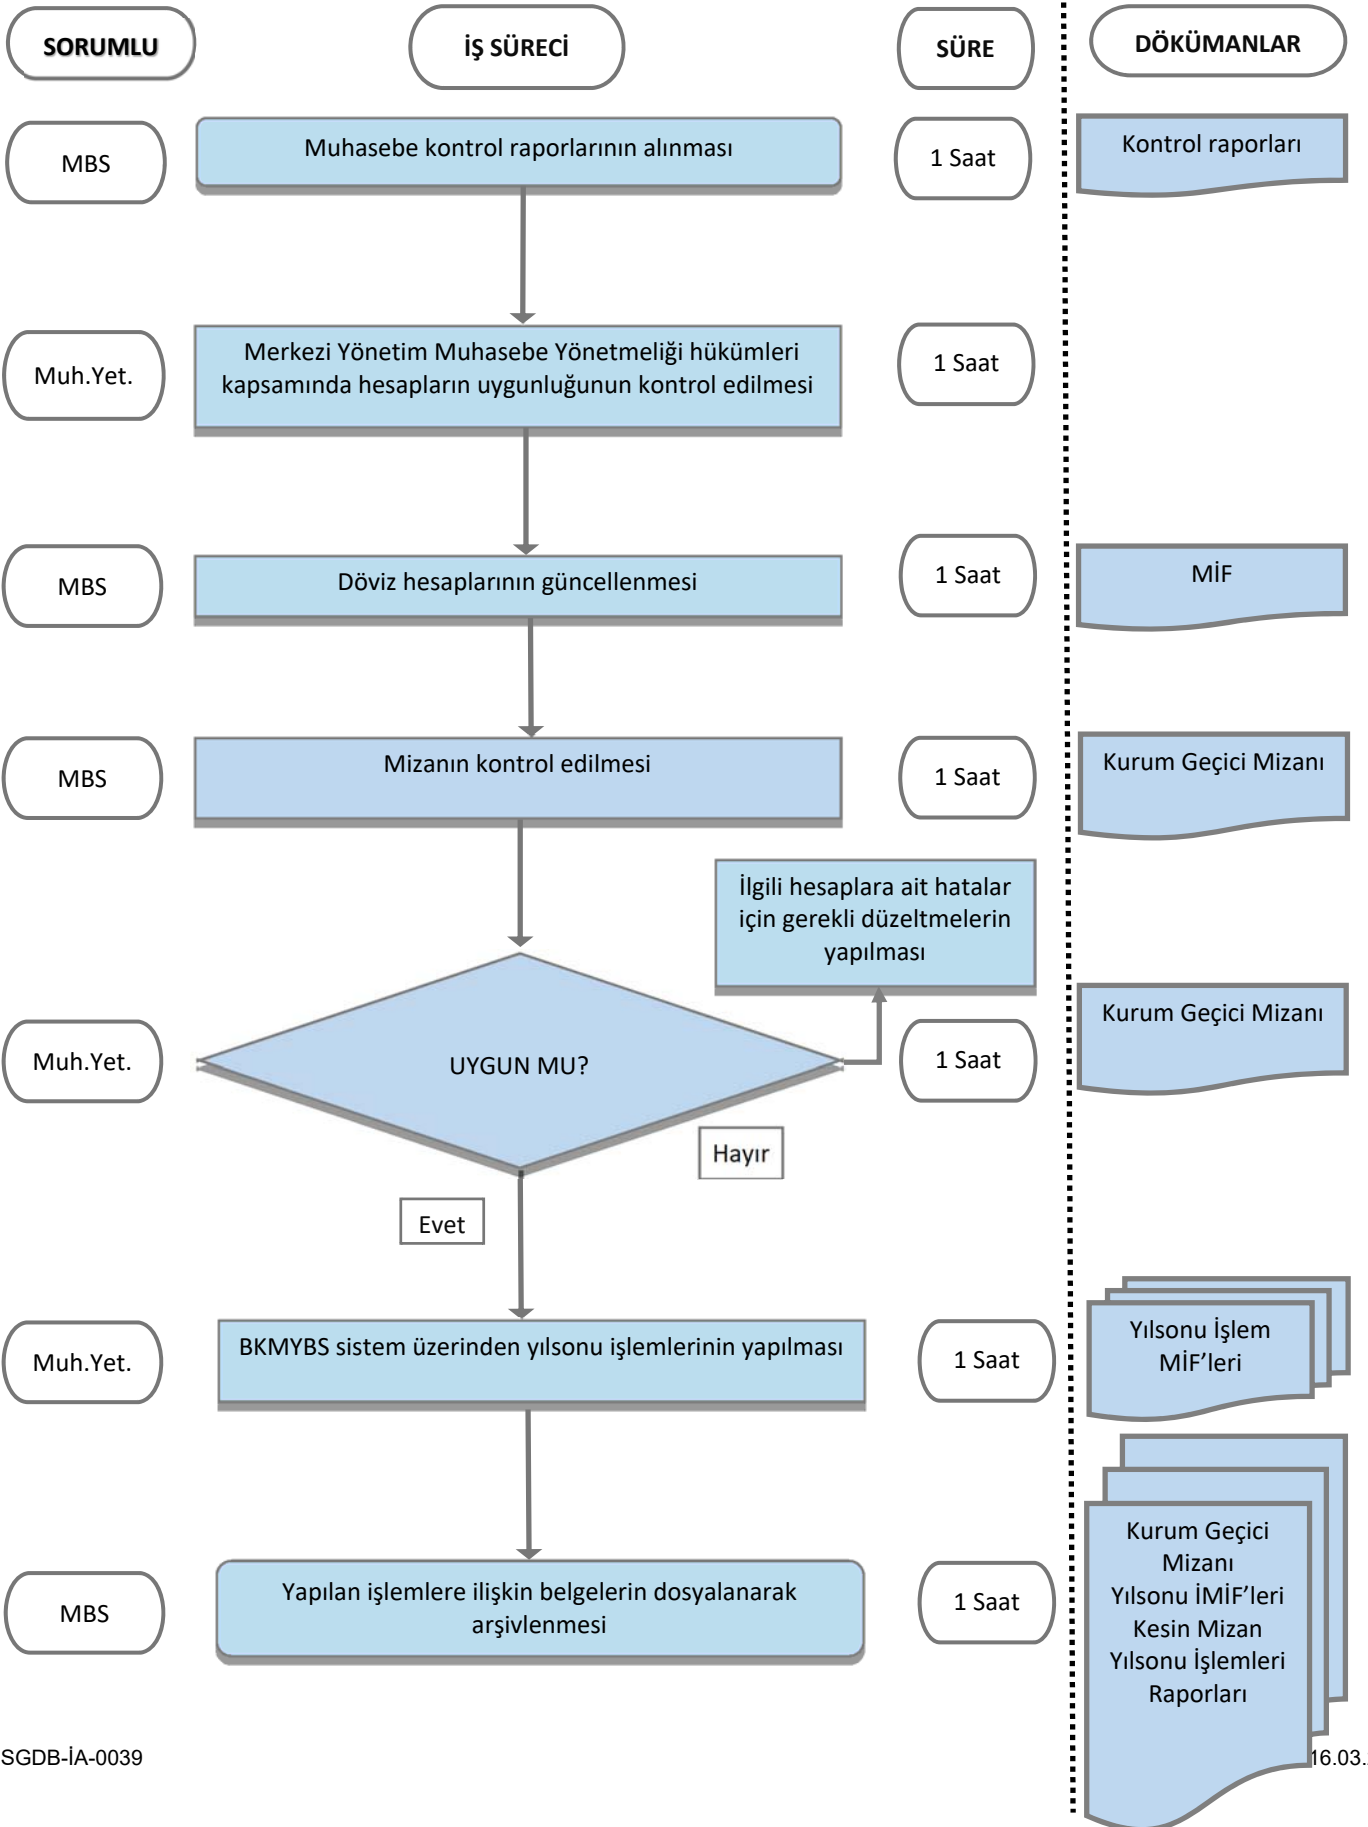 SORUMLU
İŞ SÜRECİ
SÜRE
DÖKÜMANLAR
MBS
Muhasebe kontrol raporlarının alınması
1 Saat
Kontrol raporları
Muh.Yet.
Merkezi Yönetim Muhasebe Yönetmeliği hükümleri
kapsamında hesapların uygunluğunun kontrol edilmesi
1 Saat
MBS
Döviz hesaplarının güncellenmesi
1 Saat
MİF
MBS
Mizanın kontrol edilmesi
1 Saat
Kurum Geçici Mizanı
İlgili hesaplara ait hatalar
için gerekli düzeltmelerin
yapılması
Muh.Yet.
UYGUN MU?
1 Saat
Kurum Geçici Mizanı
Hayır
Evet
Muh.Yet.
BKMYBS sistem üzerinden yılsonu işlemlerinin yapılması
1 Saat
Yılsonu İşlem
MİF’leri
MBS
Yapılan işlemlere ilişkin belgelerin dosyalanarak
arşivlenmesi
1 Saat
Kurum Geçici
Mizanı
Yılsonu İMİF’leri
Kesin Mizan
Yılsonu İşlemleri
Raporları
SGDB-İA-0039
16.03.